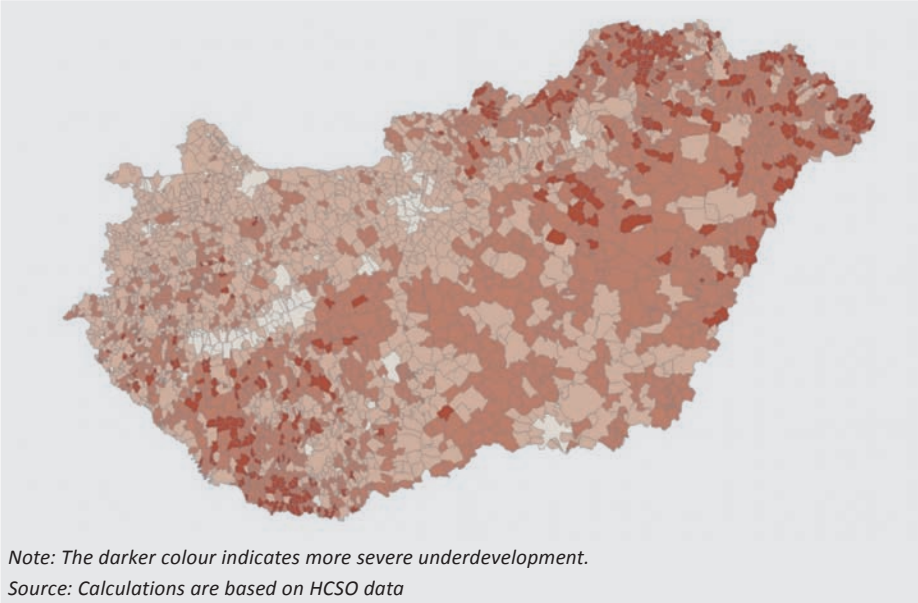 Note: The darker colour indicates more severe underdevelopment.
Source: Calculations are based on HCSO data